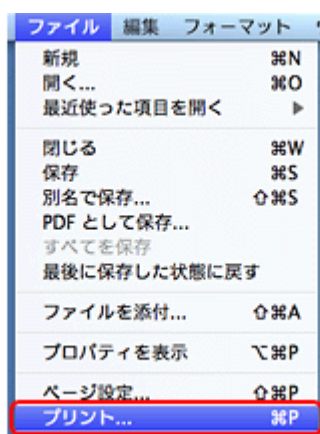 ファイル 編集 フォーマット
新規 ⌘N
開く... ⌘O
最近使った項目を開く ▶
閉じる ⌘W
保存 ⌘S
別名で保存... ⇧⌘S
PDF として保存...
すべてを保存
最後に保存した状態に戻す
ファイルを添付... ⇧⌘A
プロパティを表示 ⌥⌘P
ページ設定... ⇧⌘P
プリント... ⌘P